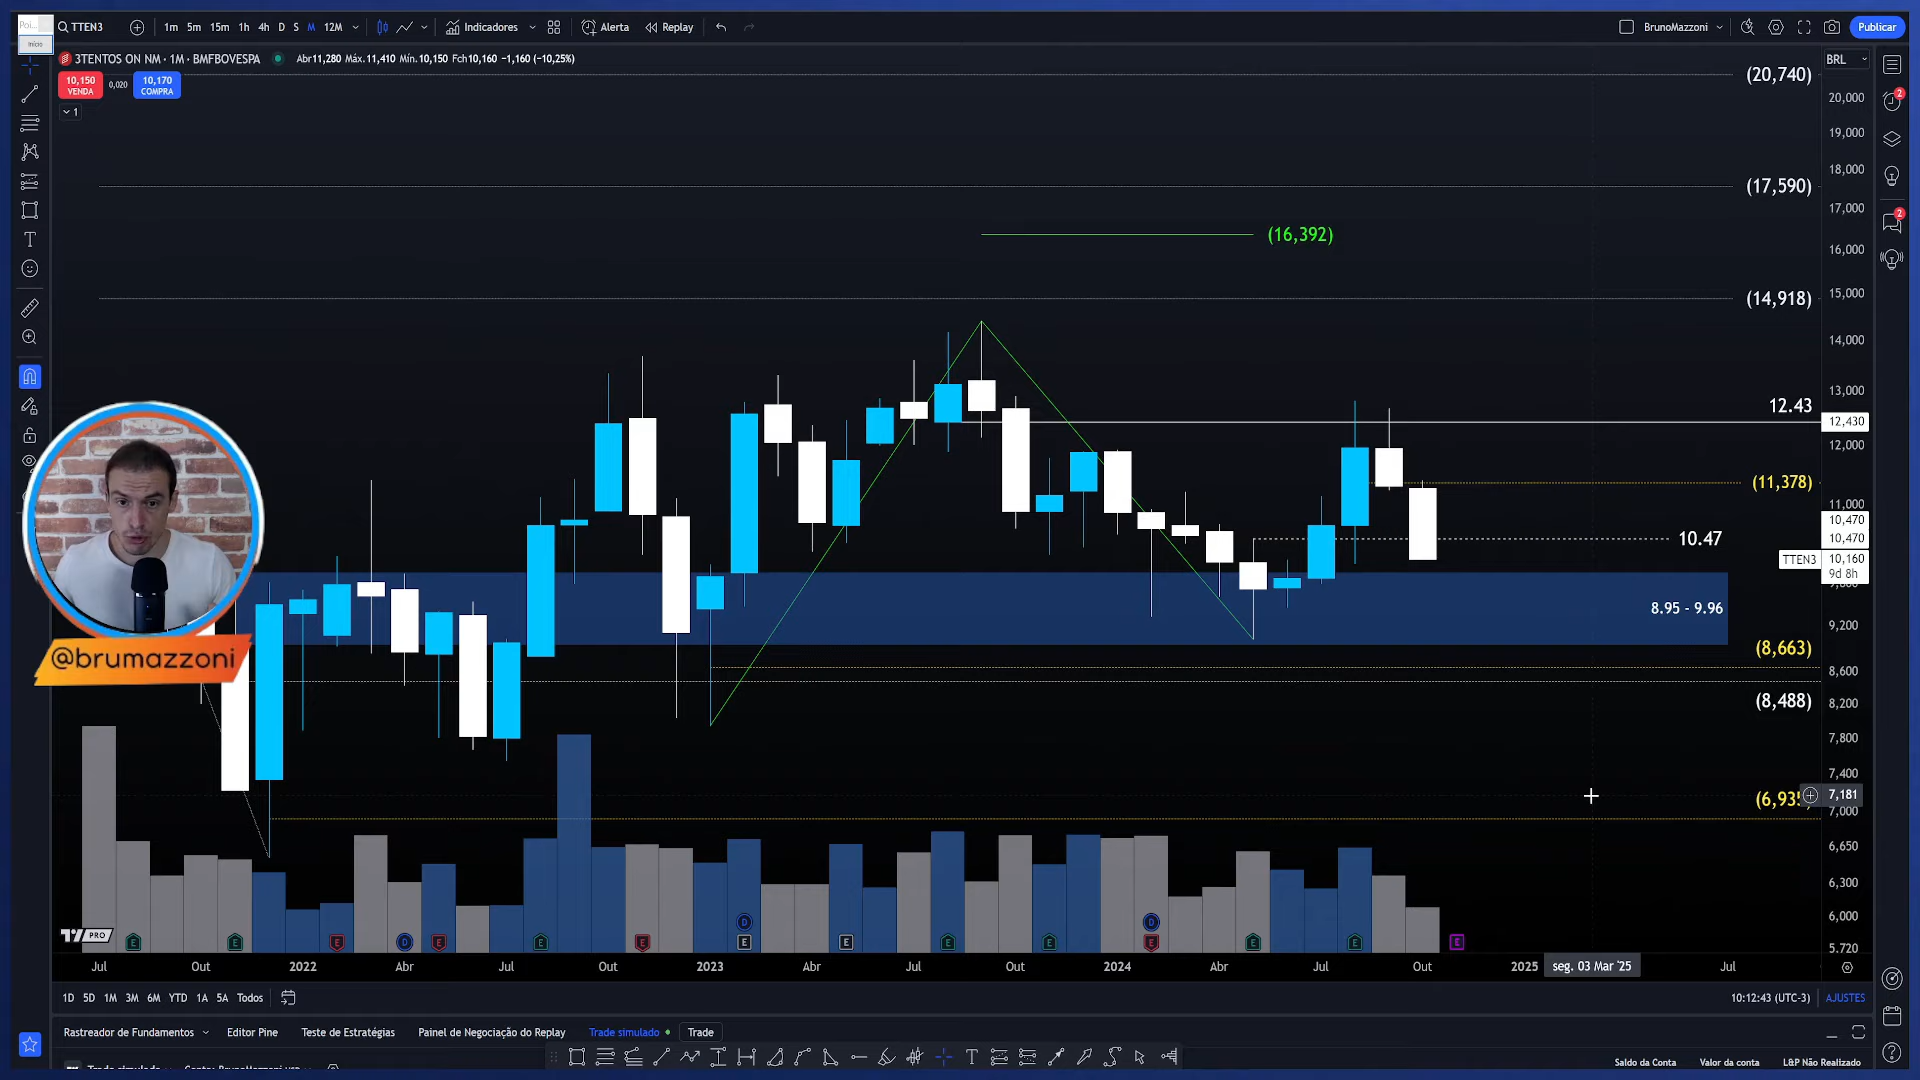 TTEN3
1m 5m 15m 1h 4h D S M 12M
Indicadores
Alerta
Replay
BrunoMazzoni
Publicar
Início
3TENTOS ON NM · 1M · BMFBOVESPA
Abr11,280 Máx.11,410 Mín.10,150 Fch10,160 −1,160 (−10,25%)
BRL
10,150
VENDA
0,020
10,170
COMPRA
1
(20,740)
20,000
19,000
18,000
(17,590)
17,000
(16,392)
16,000
(14,918)
15,000
14,000
13,000
12.43
12,430
12,000
(11,378)
11,000
10,470
10.47
10,470
TTEN3
10,160
9d 8h
8.95 - 9.96
9,200
(8,663)
8,600
(8,488)
8,200
7,800
7,400
7,181
7,000
6,650
6,300
6,000
5.720
@brumazzoni
PRO
E E E D E E E D E E E E D E E E E
Jul Out 2022 Abr Jul Out 2023 Abr Jul Out 2024 Abr Jul Out 2025 seg. 03 Mar '25 Jul
1D 5D 1M 3M 6M YTD 1A 5A Todos
10:12:43 (UTC-3)
AJUSTES
Rastreador de Fundamentos
Editor Pine
Teste de Estratégias
Painel de Negociação do Replay
Trade simulado
Trade
Saldo da Conta
Valor da conta
L&P Não Realizado